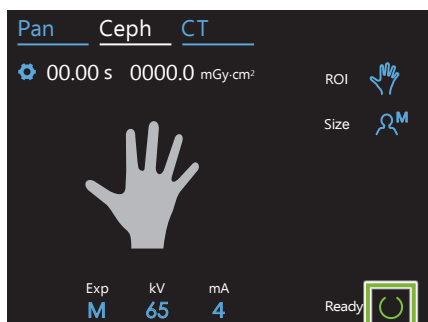 Pan Ceph CT
00.00 s 0000.0 mGy·cm²
ROI
Size M
Exp kV mA
M 65 4
Ready